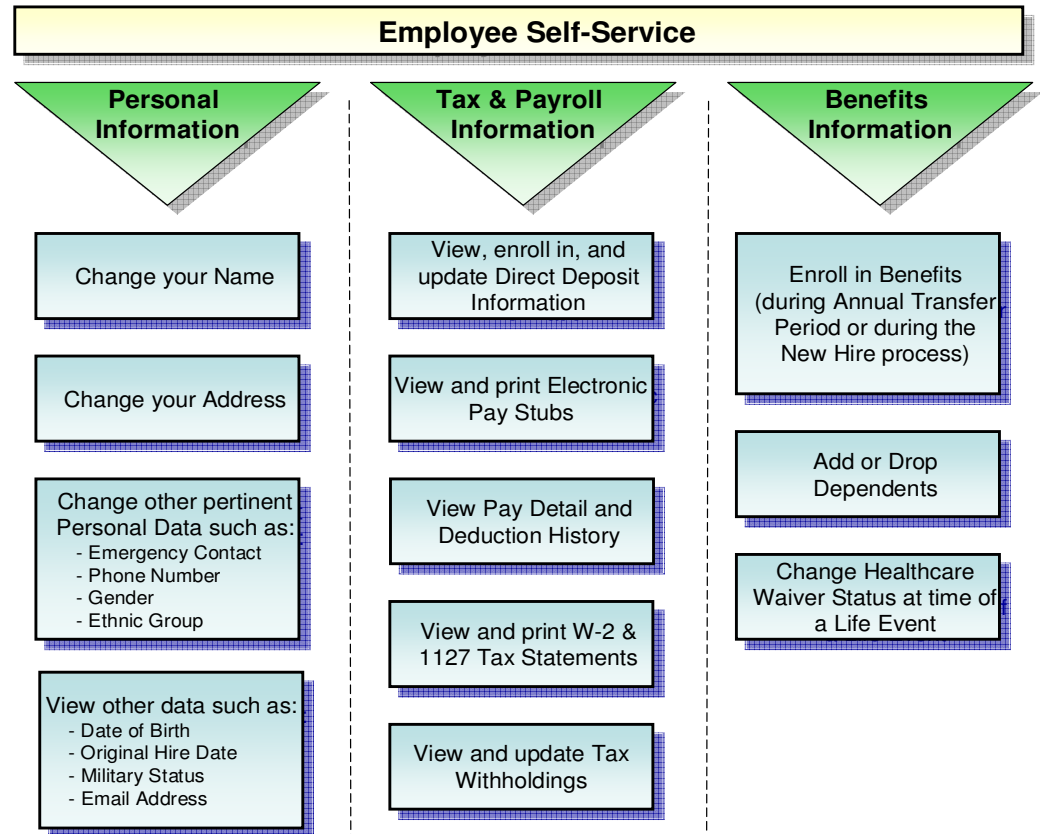 Employee Self-Service
Personal
Information
Change your Name
Change your Address
Change other pertinent
Personal Data such as:
- Emergency Contact
- Phone Number
- Gender
- Ethnic Group
View other data such as:
- Date of Birth
- Original Hire Date
- Military Status
- Email Address
Tax & Payroll
Information
View, enroll in, and
update Direct Deposit
Information
View and print Electronic
Pay Stubs
View Pay Detail and
Deduction History
View and print W-2 &
1127 Tax Statements
View and update Tax
Withholdings
Benefits
Information
Enroll in Benefits
(during Annual Transfer
Period or during the
New Hire process)
Add or Drop
Dependents
Change Healthcare
Waiver Status at time of
a Life Event